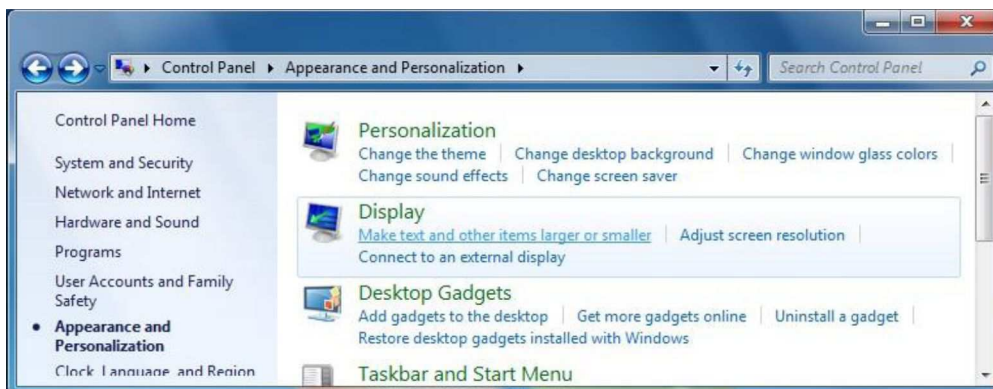 Control Panel Appearance and Personalization
Search Control Panel
Control Panel Home
System and Security
Network and Internet
Hardware and Sound
Programs
User Accounts and Family
Safety
Appearance and
Personalization
Clock, Language, and Region
Personalization
Change the theme Change desktop background Change window glass colors
Change sound effects Change screen saver
Display
Make text and other items larger or smaller Adjust screen resolution
Connect to an external display
Desktop Gadgets
Add gadgets to the desktop Get more gadgets online Uninstall a gadget
Restore desktop gadgets installed with Windows
Taskbar and Start Menu